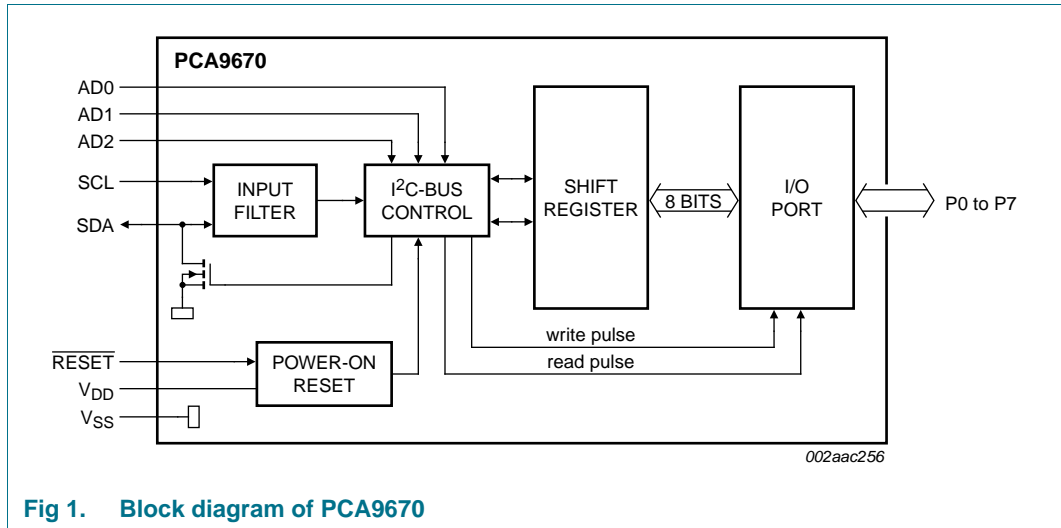 PCA9670
AD0
AD1
AD2
SCL
SDA
INPUT
FILTER
I²C-BUS
CONTROL
SHIFT
REGISTER
8 BITS
I/O
PORT
P0 to P7
write pulse
read pulse
RESET
VDD
VSS
POWER-ON
RESET
002aac256
Fig 1. Block diagram of PCA9670